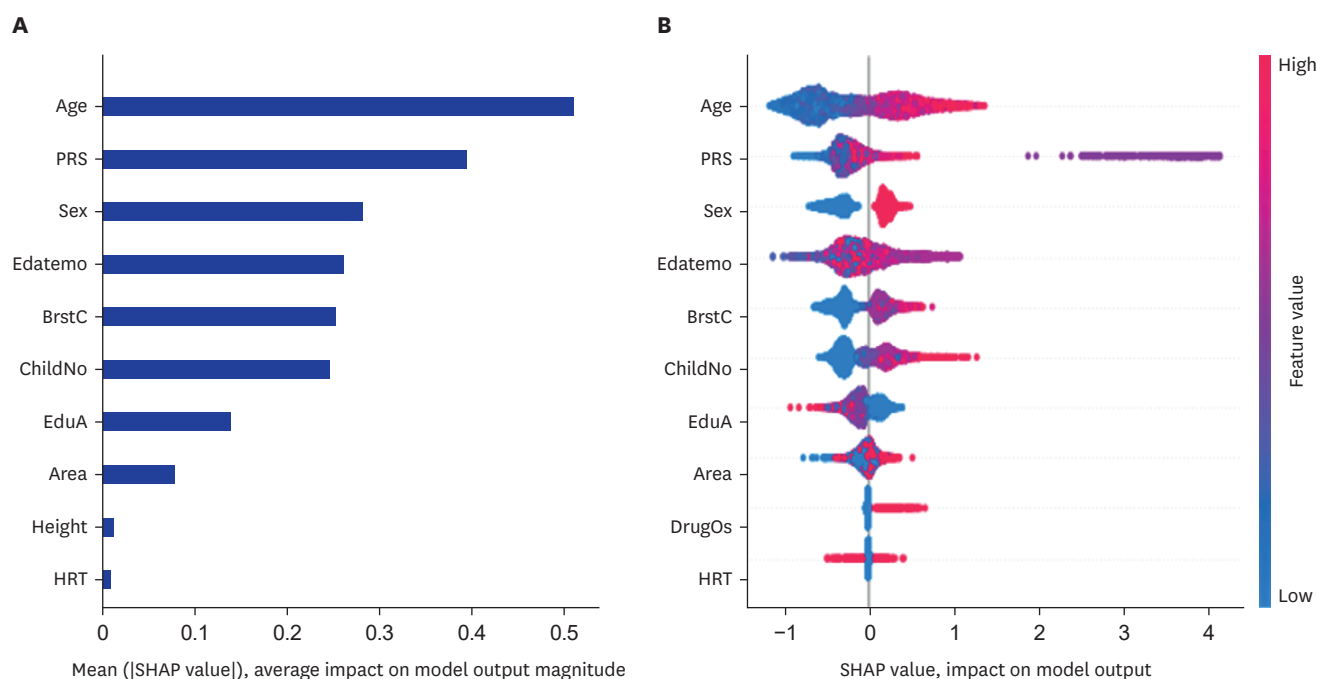 A
Age
PRS
Sex
Edatemo
BrstC
ChildNo
EduA
Area
Height
HRT
0 0.1 0.2 0.3 0.4 0.5
Mean (|SHAP value|), average impact on model output magnitude
B
Age
PRS
Sex
Edatemo
BrstC
ChildNo
EduA
Area
DrugOs
HRT
−1 0 1 2 3 4
SHAP value, impact on model output
High
Feature value
Low